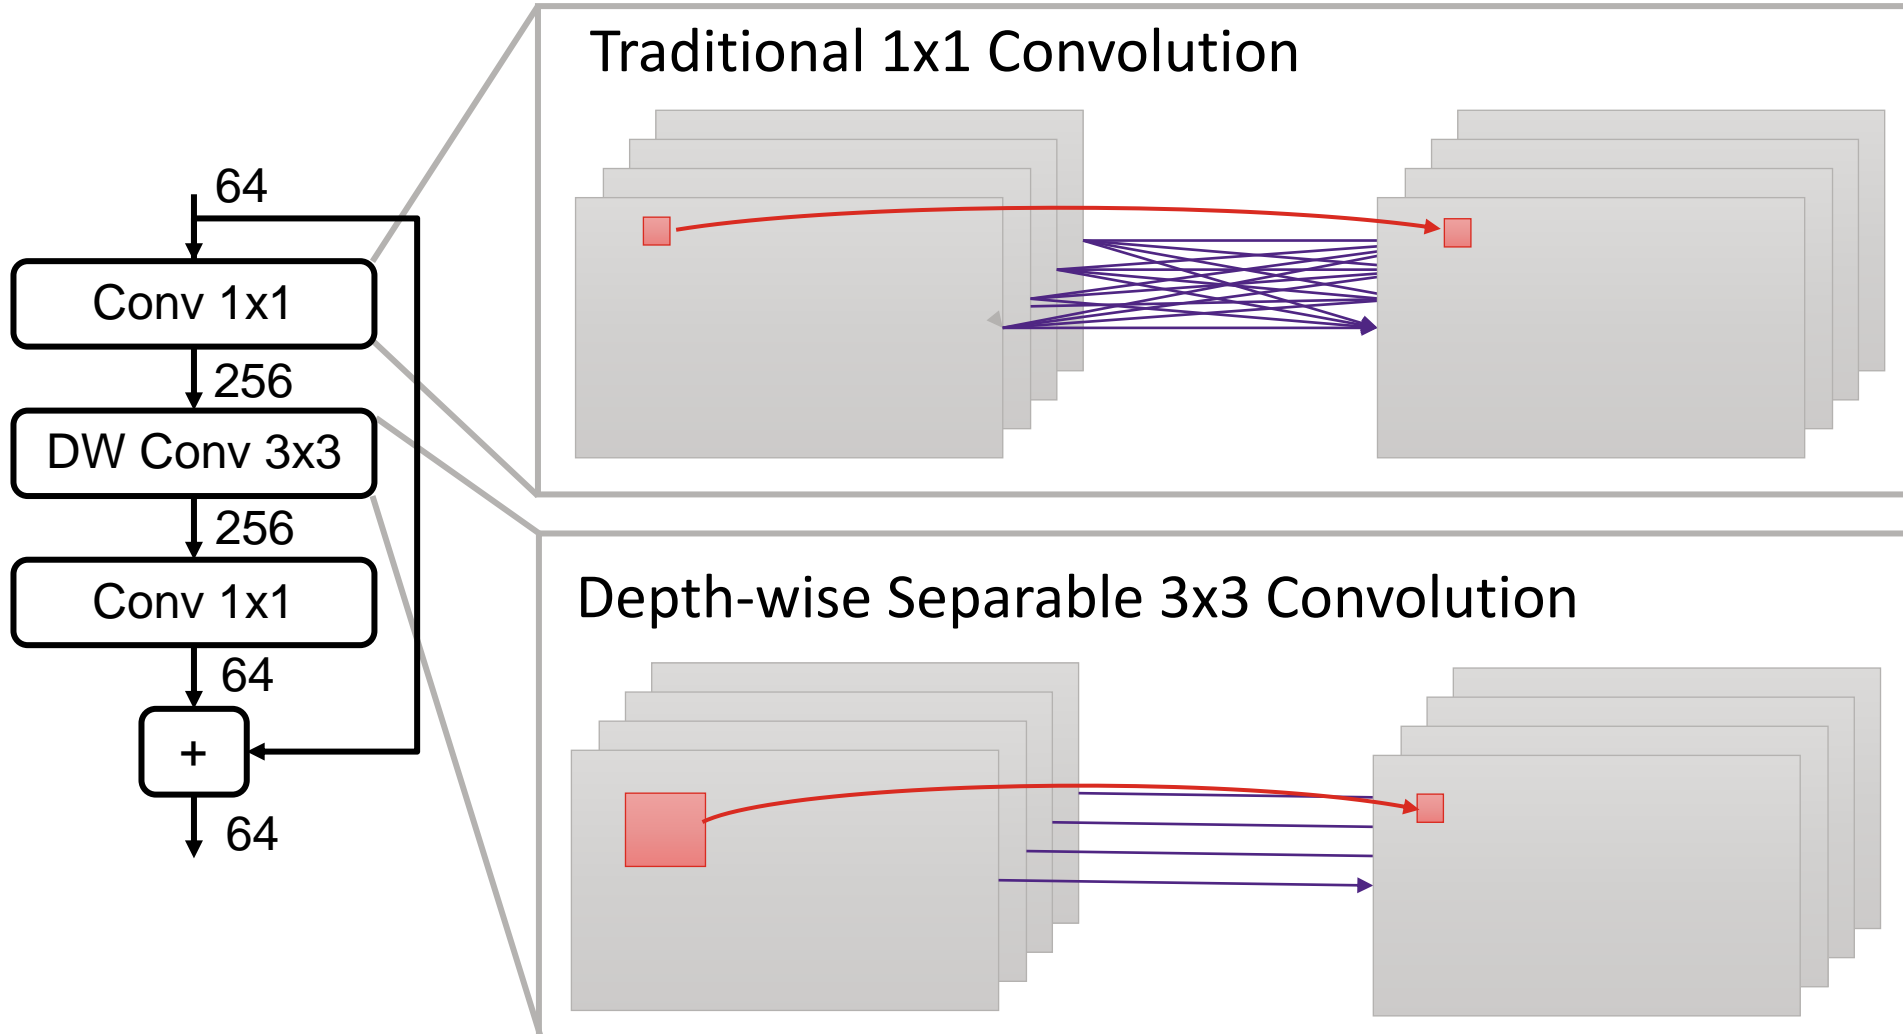 64
Conv 1x1
256
DW Conv 3x3
256
Conv 1x1
64
+
64
Traditional 1x1 Convolution
Depth-wise Separable 3x3 Convolution